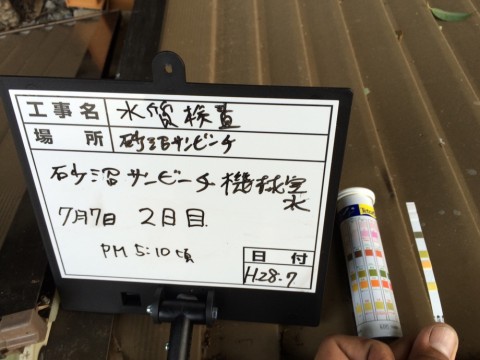 工事名 水質検査
場所 砂沼サンビーチ
砂沼サンビーチ機械室
水
7月7日 2日目
PM 5:10頃
日付
H28.7